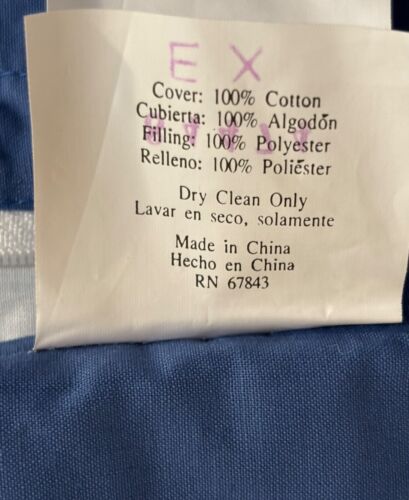 EX
Cover: 100% Cotton
Cubierta: 100% Algodón
Filling: 100% Polyester
Relleno: 100% Poliéster
Dry Clean Only
Lavar en seco, solamente
Made in China
Hecho en China
RN 67843